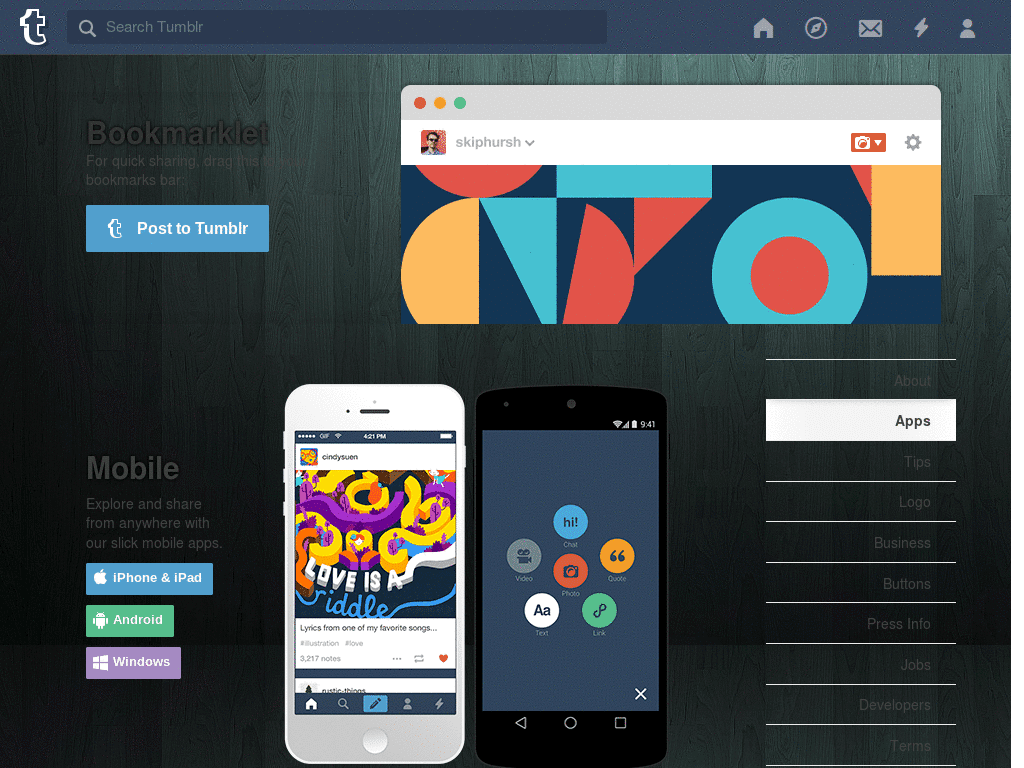 Search Tumblr
Bookmarklet
For quick sharing, drag this
bookmarks bar.
Post to Tumblr
skiphursh
Mobile
Explore and share
from anywhere with
our slick mobile apps.
iPhone & iPad
Android
Windows
GIF
4:21 PM
cindysuen
LOVE IS A
riddle
Lyrics from one of my favorite songs...
#illustration #love
3,217 notes
rustic-things
9:41
hi!
Chat
Video
Quote
Photo
Aa
Text
Link
About
Apps
Tips
Logo
Business
Buttons
Press Info
Jobs
Developers
Terms